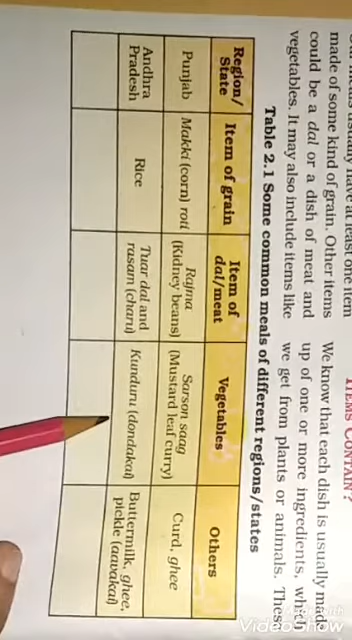 made of some kind of grain. Other items
could be a dal or a dish of meat and
vegetables. It may also include items like
ITEMS CONTAIN?
We know that each dish is usually made
up of one or more ingredients, which
we get from plants or animals. These
Table 2.1 Some common meals of different regions/states
Region/ State
Item of grain
Item of dal/meat
Vegetables
Others
Punjab
Makki (corn) roti
Rajma (Kidney beans)
Sarson saag (Mustard leaf curry)
Curd, ghee
Andhra Pradesh
Rice
Tuar dal and rasam (charu)
Kunduru (dondakai)
Buttermilk, ghee, pickle (aavakai)
VideoShow